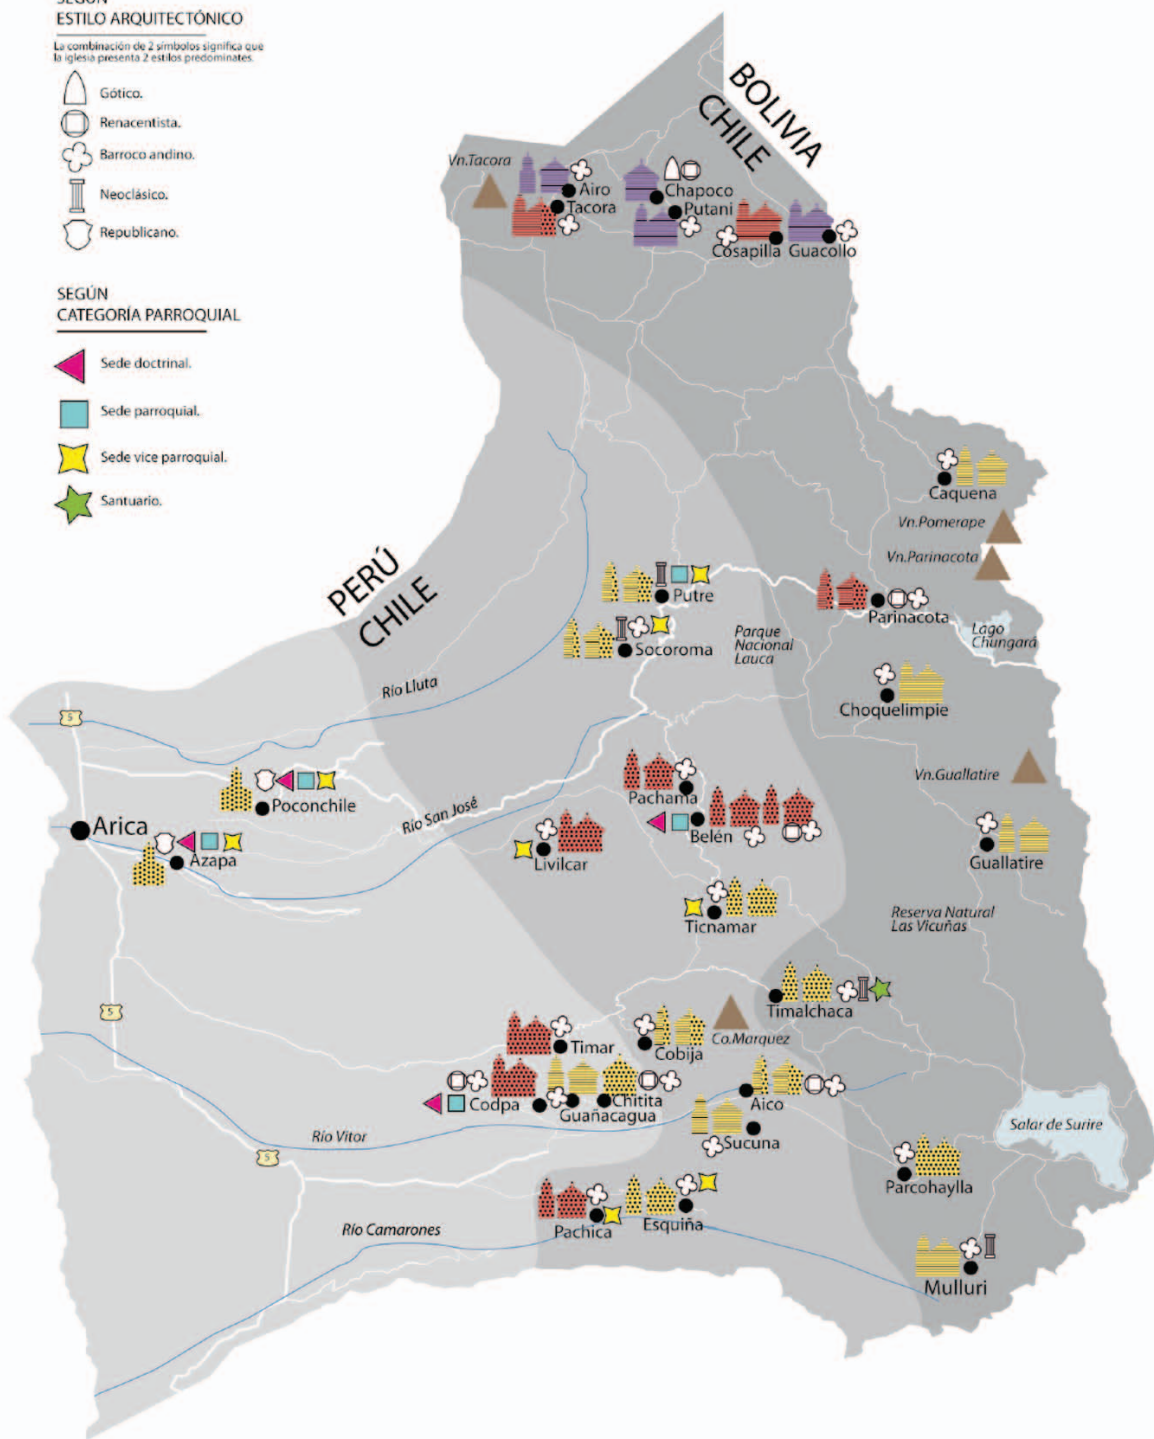 SEGÚN
ESTILO ARQUITECTÓNICO
La combinación de 2 símbolos significa que
la iglesia presenta 2 estilos predominates.
Gótico.
Renacentista.
Barroco andino.
Neoclásico.
Republicano.
SEGÚN
CATEGORÍA PARROQUIAL
Sede doctrinal.
Sede parroquial.
Sede vice parroquial.
Santuario.
BOLIVIA
CHILE
PERÚ
CHILE
Vn.Tacora
Airo
Tacora
Chapoco
Putani
Cosapilla
Guacollo
Caquena
Vn.Pomerape
Vn.Parinacota
Putre
Parinacota
Socoroma
Parque
Nacional
Lauca
Lago
Chungará
Río Lluta
Choquelimpie
5
Vn.Guallatire
Pachama
Poconchile
Río San José
Arica
Belén
Azapa
Livilcar
Guallatire
Ticnamar
Reserva Natural
Las Vicuñas
5
Timalchaca
Co.Marquez
Timar
Cobija
Codpa
Guañacagua
Chitita
Aico
Salar de Surire
Río Vitor
Sucuna
5
Parcohaylla
Río Camarones
Pachica
Esquiña
Mulluri